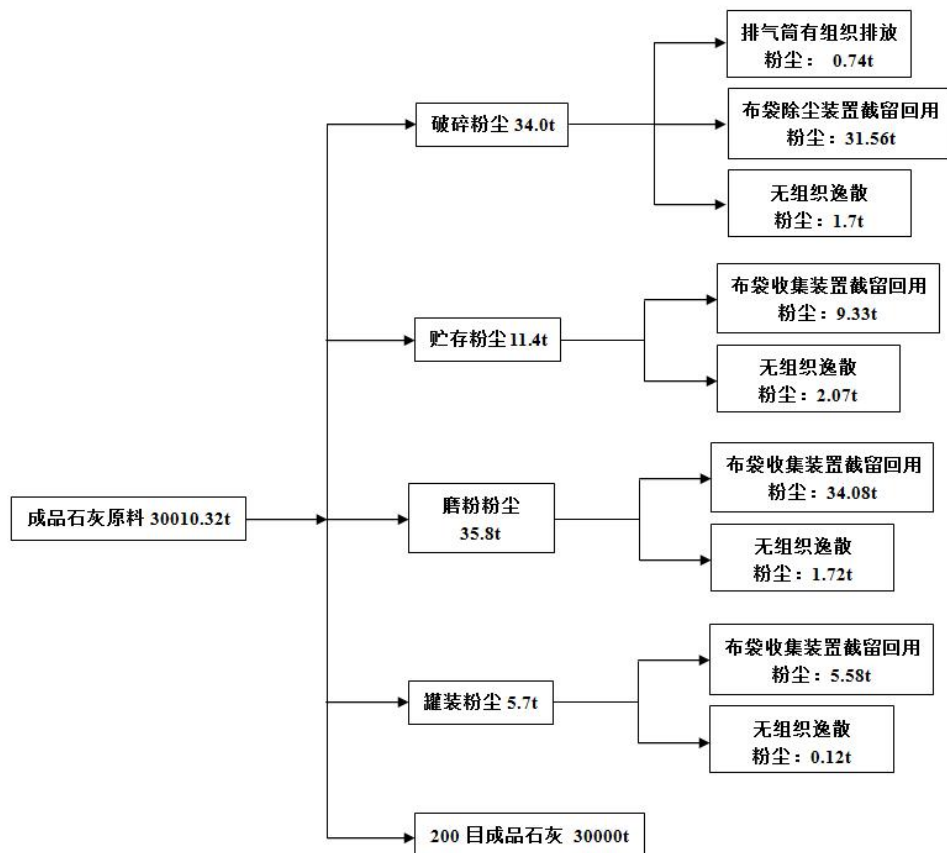 排气筒有组织排放
粉尘： 0.74t
破碎粉尘 34.0t
布袋除尘装置截留回用
粉尘：31.56t
无组织逸散
粉尘：1.7t
布袋收集装置截留回用
粉尘：9.33t
贮存粉尘 11.4t
无组织逸散
粉尘：2.07t
布袋收集装置截留回用
粉尘：34.08t
成品石灰原料 30010.32t
磨粉粉尘
35.8t
无组织逸散
粉尘：1.72t
布袋收集装置截留回用
粉尘：5.58t
罐装粉尘 5.7t
无组织逸散
粉尘：0.12t
200 目成品石灰 30000t